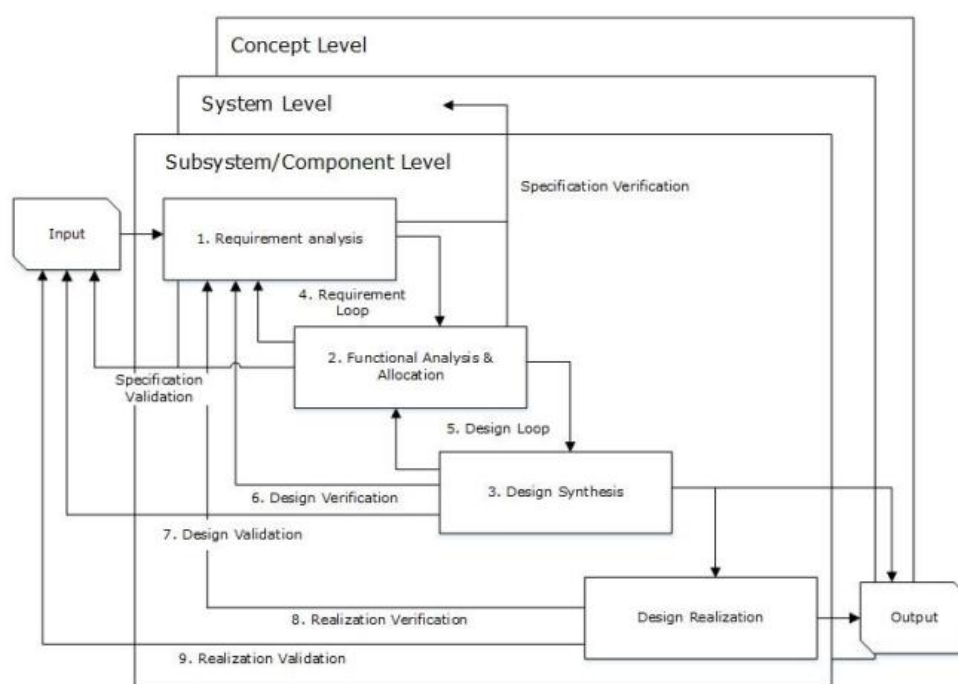 Concept Level
System Level
Subsystem/Component Level
Specification Verification
Input
1. Requirement analysis
4. Requirement
Loop
2. Functional Analysis &
Allocation
Specification
Validation
5. Design Loop
3. Design Synthesis
6. Design Verification
7. Design Validation
Design Realization
Output
8. Realization Verification
9. Realization Validation